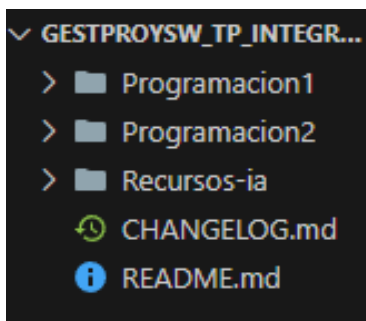 GESTPROYSW_TP_INTEGR...
Programacion1
Programacion2
Recursos-ia
CHANGELOG.md
README.md